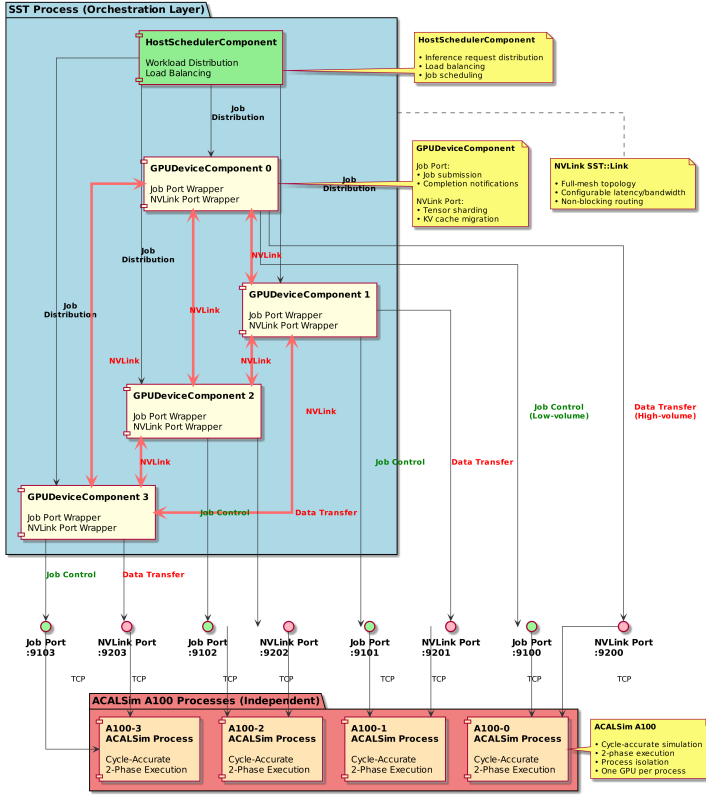 SST Process (Orchestration Layer)
HostSchedulerComponent
Workload Distribution
Load Balancing
HostSchedulerComponent
• Inference request distribution
• Load balancing
• Job scheduling
Job
Distribution
GPUDeviceComponent 0
Job Port Wrapper
NVLink Port Wrapper
Job
Distribution
GPUDeviceComponent
Job Port:
• Job submission
• Completion notifications
NVLink Port:
• Tensor sharding
• KV cache migration
NVLink SST::Link
• Full-mesh topology
• Configurable latency/bandwidth
• Non-blocking routing
Job
Distribution
NVLink
GPUDeviceComponent 1
Job Port Wrapper
NVLink Port Wrapper
Job
Distribution
NVLink
NVLink
NVLink
GPUDeviceComponent 2
Job Port Wrapper
NVLink Port Wrapper
NVLink
Job Control
(Low-volume)
Data Transfer
(High-volume)
NVLink
Job Control
Data Transfer
GPUDeviceComponent 3
Job Port Wrapper
NVLink Port Wrapper
Job Control
Data Transfer
Job Control
Data Transfer
Job Port
:9103
NVLink Port
:9203
Job Port
:9102
NVLink Port
:9202
Job Port
:9101
NVLink Port
:9201
Job Port
:9100
NVLink Port
:9200
TCP
TCP
TCP
TCP
TCP
TCP
TCP
TCP
ACALSim A100 Processes (Independent)
A100-3
ACALSim Process
Cycle-Accurate
2-Phase Execution
A100-2
ACALSim Process
Cycle-Accurate
2-Phase Execution
A100-1
ACALSim Process
Cycle-Accurate
2-Phase Execution
A100-0
ACALSim Process
Cycle-Accurate
2-Phase Execution
ACALSim A100
• Cycle-accurate simulation
• 2-phase execution
• Process isolation
• One GPU per process